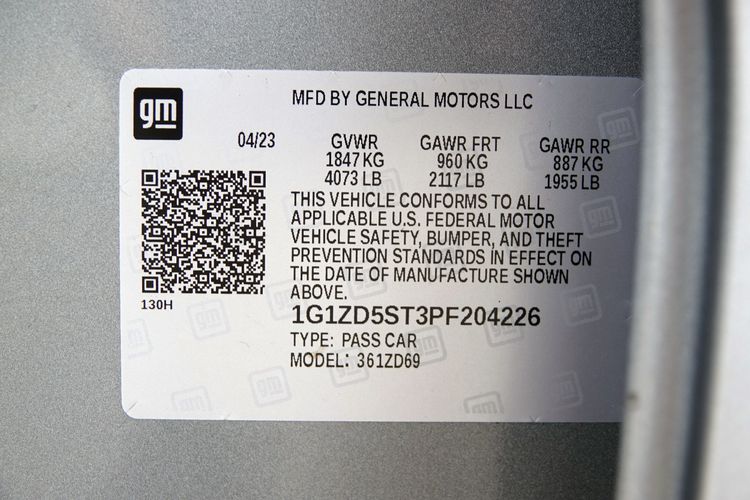 gm
MFD BY GENERAL MOTORS LLC
04/23 GVWR GAWR FRT GAWR RR
1847 KG 960 KG 887 KG
4073 LB 2117 LB 1955 LB
THIS VEHICLE CONFORMS TO ALL
APPLICABLE U.S. FEDERAL MOTOR
VEHICLE SAFETY, BUMPER, AND THEFT
PREVENTION STANDARDS IN EFFECT ON
THE DATE OF MANUFACTURE SHOWN
ABOVE.
130H
1G1ZD5ST3PF204226
TYPE: PASS CAR
MODEL: 361ZD69